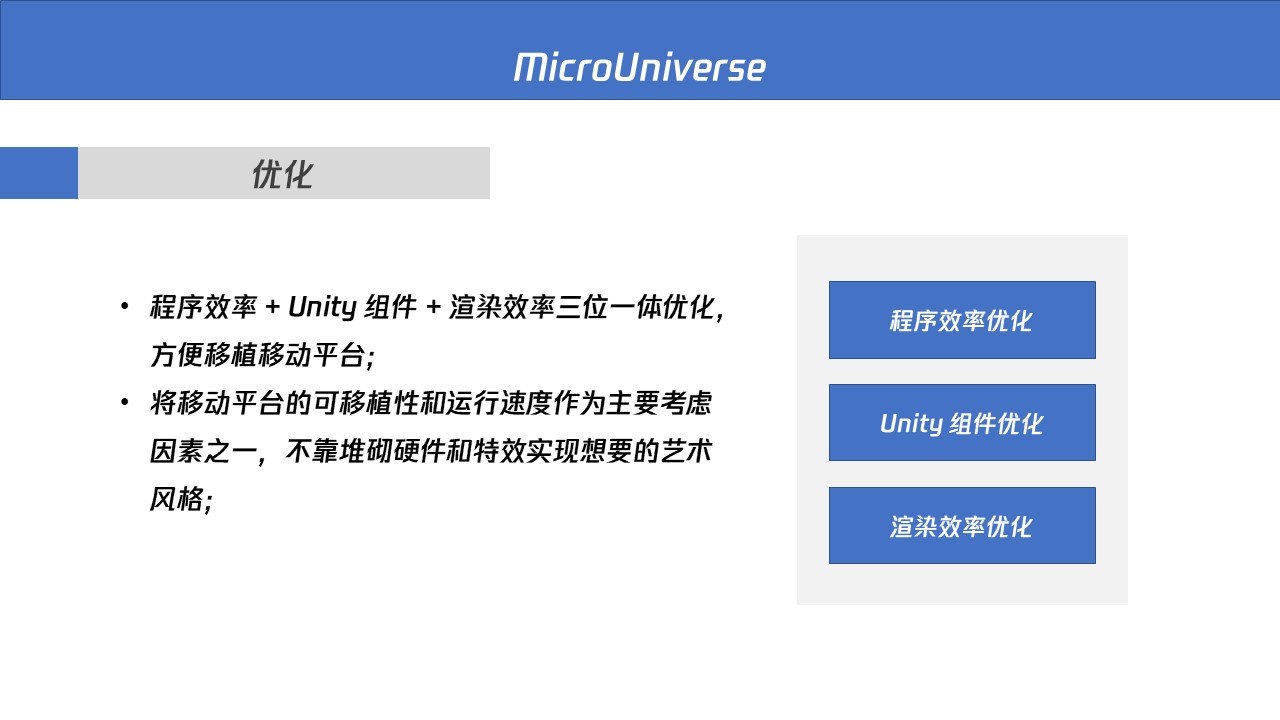 MicroUniverse
优化
• 程序效率 + Unity 组件 + 渲染效率三位一体优化，
方便移植移动平台；
• 将移动平台的可移植性和运行速度作为主要考虑
因素之一，不靠堆砌硬件和特效实现想要的艺术
风格；
程序效率优化
Unity 组件优化
渲染效率优化